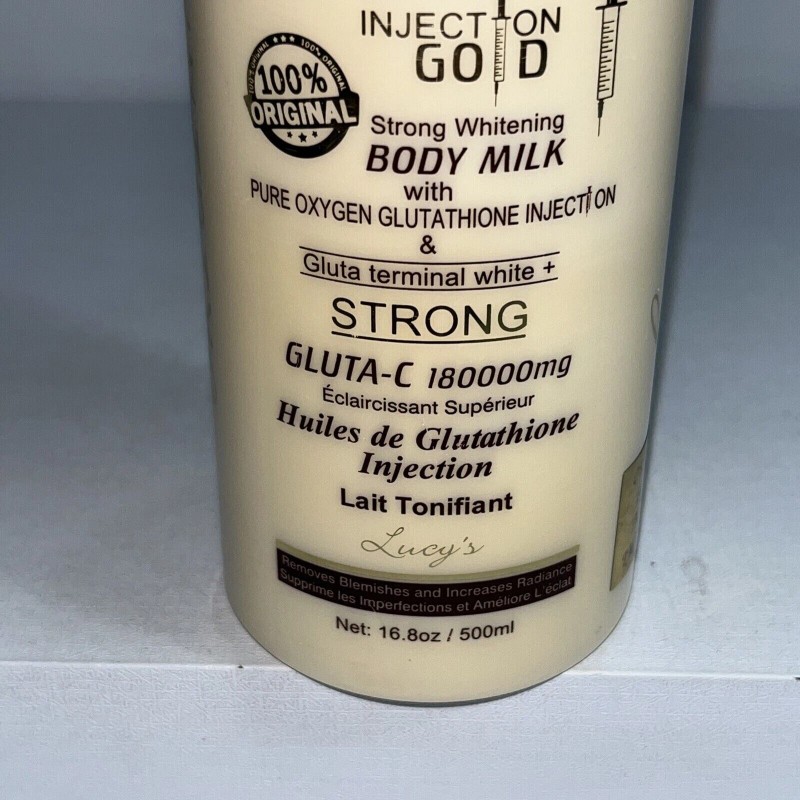 INJECTION
GOLD
100% ORIGINAL
100%
ORIGINAL
Strong Whitening
BODY MILK
with
PURE OXYGEN GLUTATHIONE INJECTION
&
Gluta terminal white +
STRONG
GLUTA-C 180000mg
Éclaircissant Supérieur
Huiles de Glutathione
Injection
Lait Tonifiant
Lucy's
Removes Blemishes and Increases Radiance
Supprime les Imperfections et Améliore L'éclat
Net: 16.8oz / 500ml